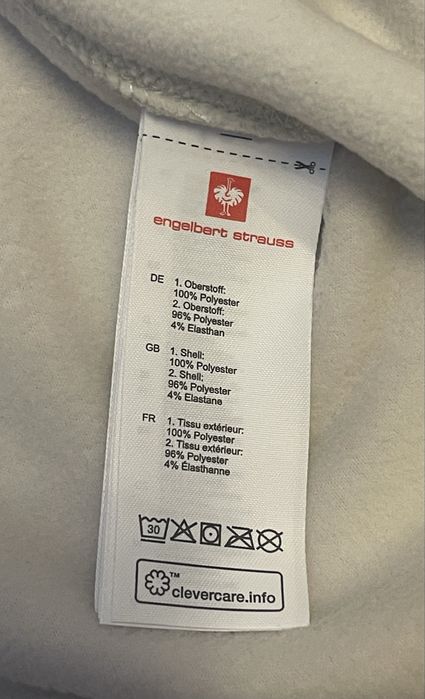 engelbert strauss
DE 1. Oberstoff:
100% Polyester
2. Oberstoff:
96% Polyester
4% Elasthan
GB 1. Shell:
100% Polyester
2. Shell:
96% Polyester
4% Elastane
FR 1. Tissu extérieur:
100% Polyester
2. Tissu extérieur:
96% Polyester
4% Élasthanne
30
™
clevercare.info